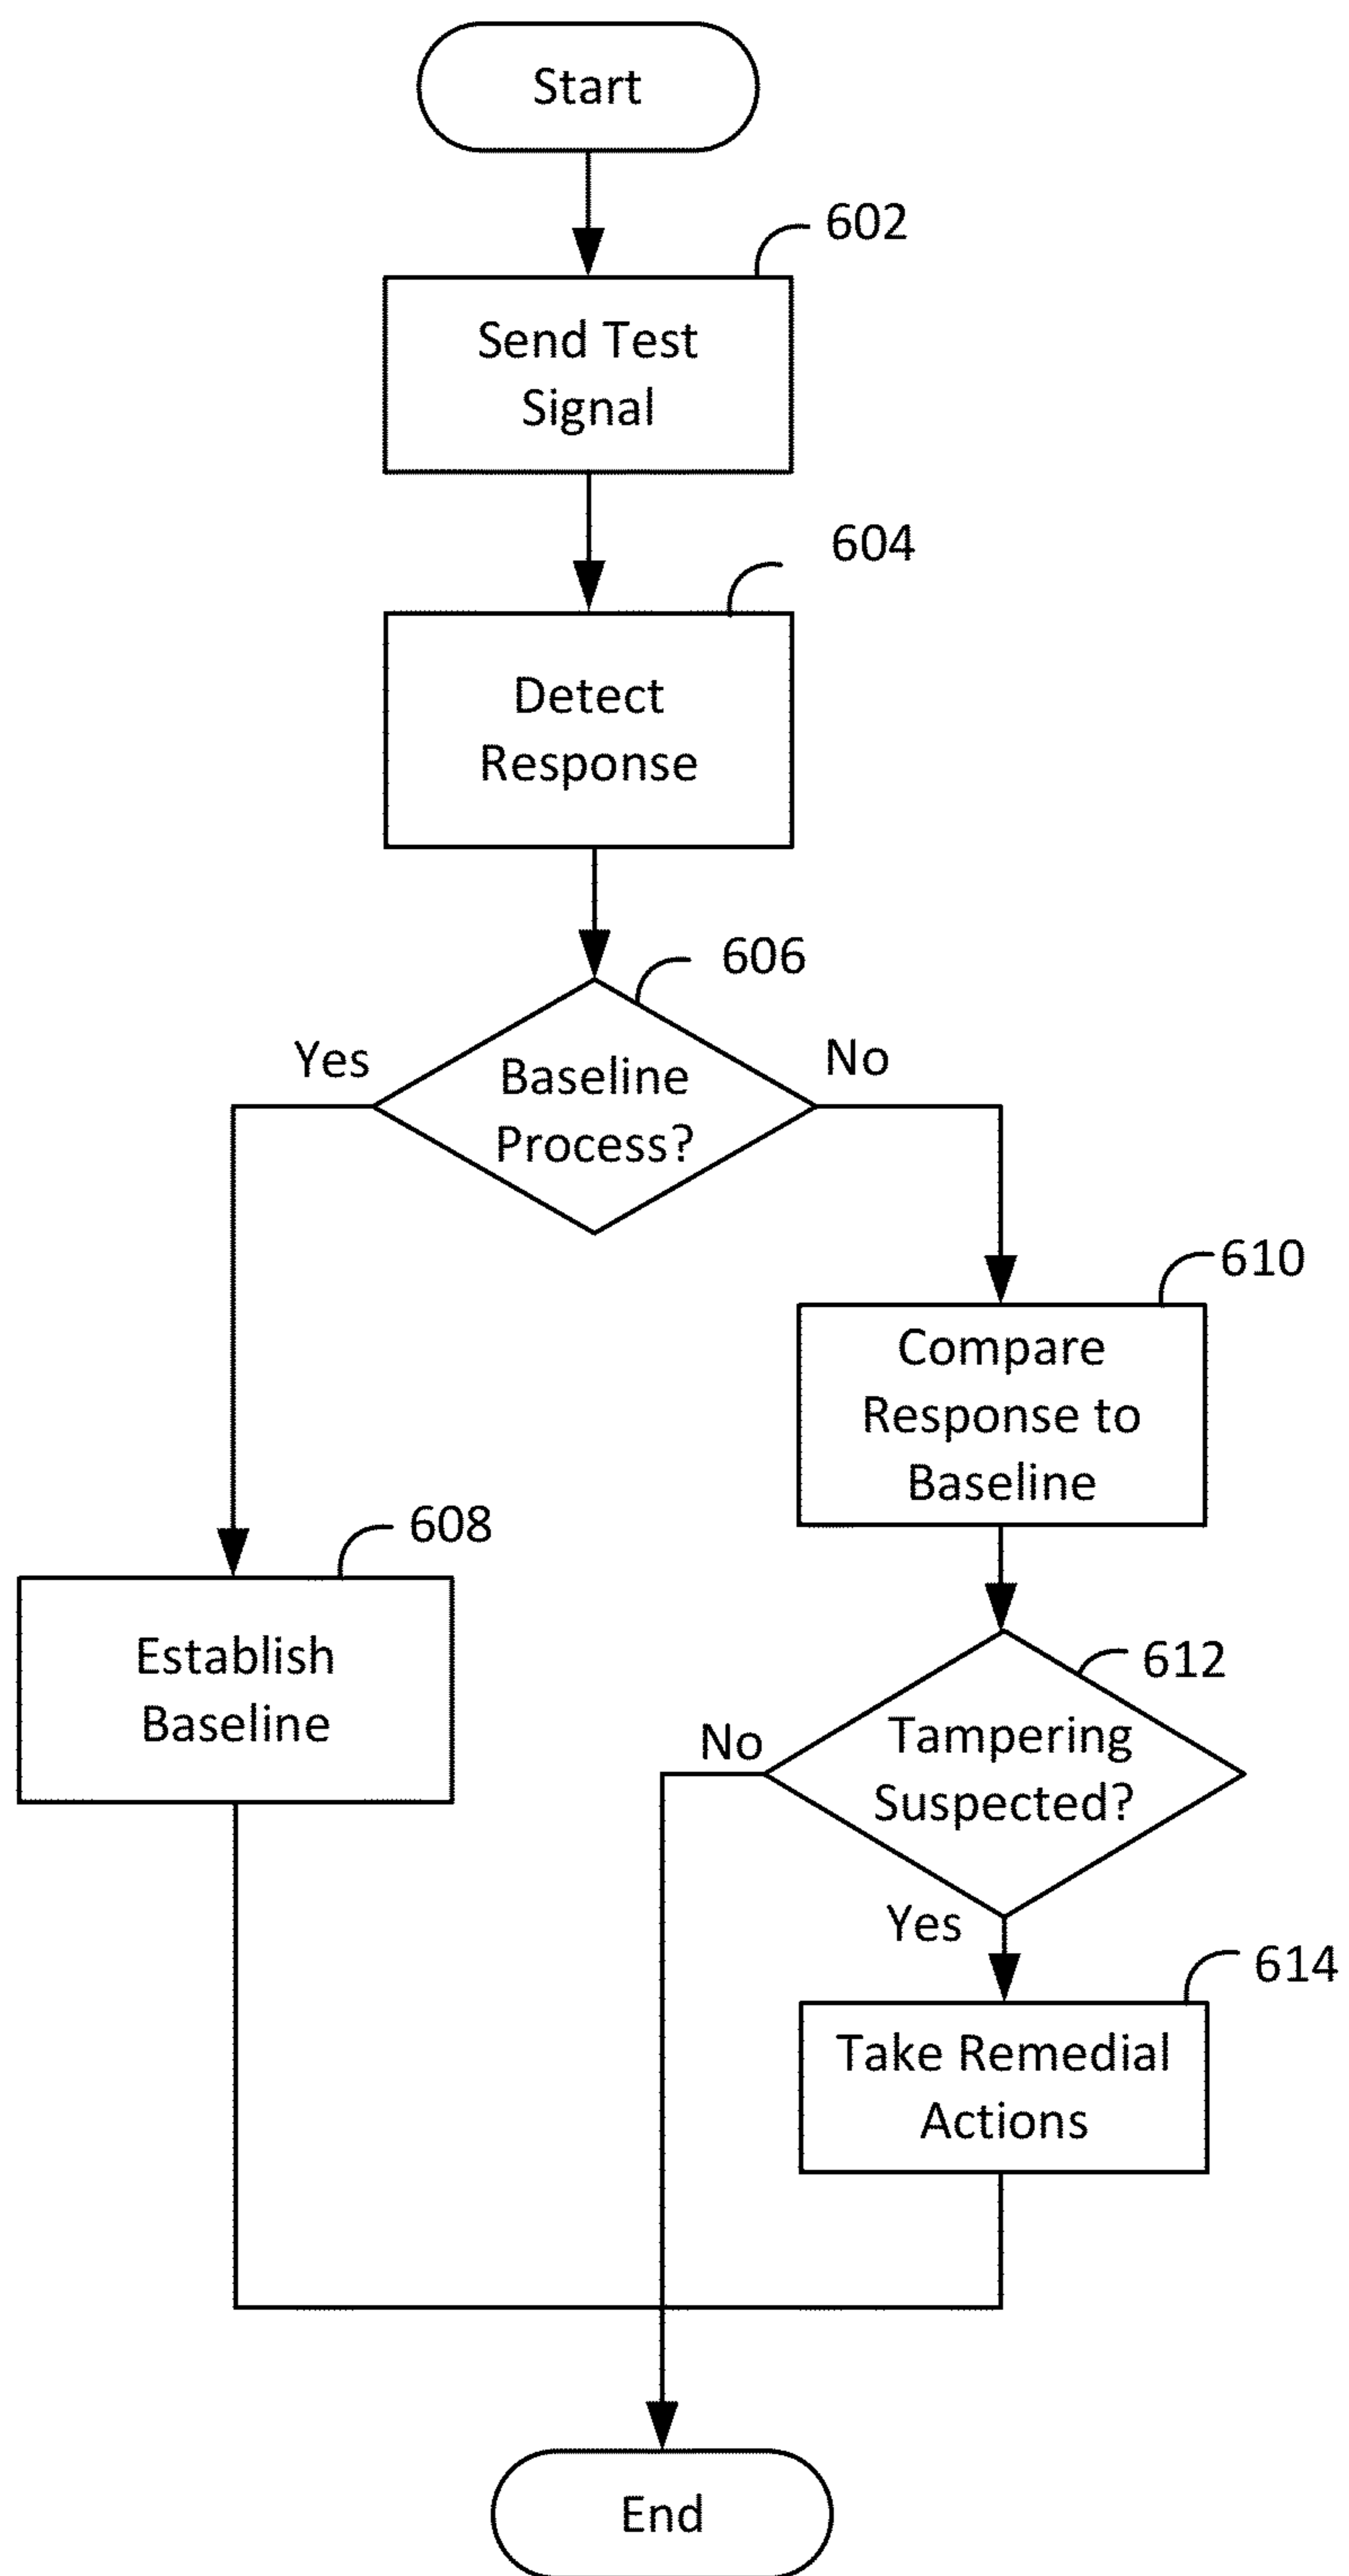 Start
602
Send Test
Signal
604
Detect
Response
606
Yes
No
Baseline
Process?
610
Compare
Response to
Baseline
608
Establish
Baseline
612
No
Tampering
Suspected?
Yes
614
Take Remedial
Actions
End